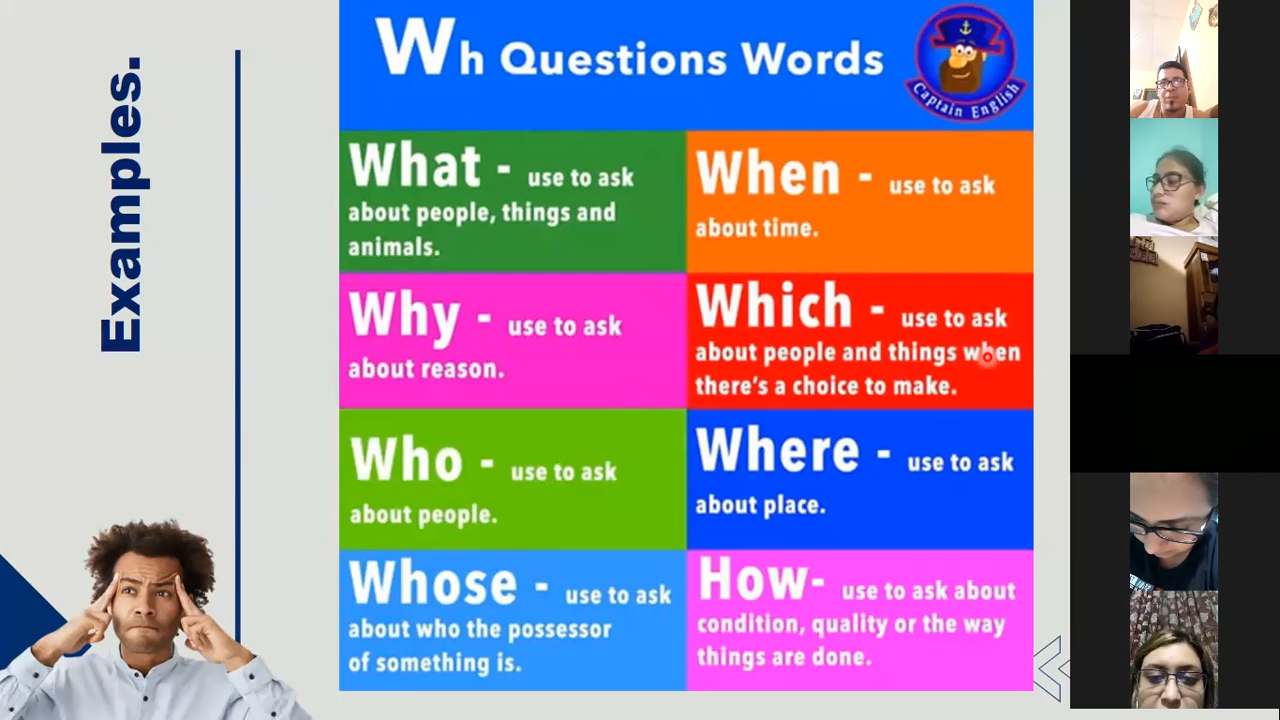 Examples.
Wh Questions Words
Captain English
What - use to ask
about people, things and
animals.
When - use to ask
about time.
Why - use to ask
about reason.
Which - use to ask
about people and things when
there's a choice to make.
Who - use to ask
about people.
Where - use to ask
about place.
Whose - use to ask
about who the possessor
of something is.
How- use to ask about
condition, quality or the way
things are done.